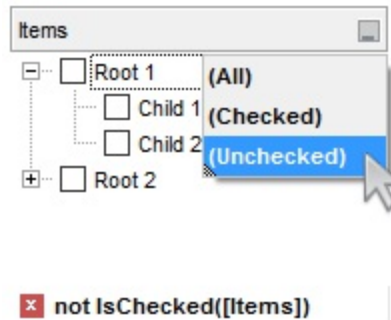 Items
Root 1
(All)
Child 1
(Checked)
Child 2
(Unchecked)
Root 2
not IsChecked([Items])